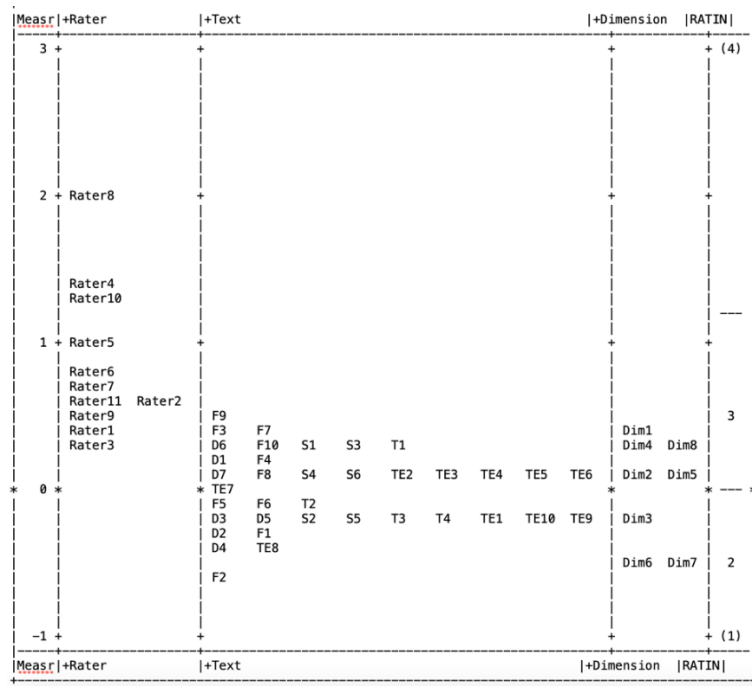 |Measr|+Rater |+Text |+Dimension |RATIN|
3 + + + + (4)
2 + Rater8 + + +
Rater4
Rater10
---
1 + Rater5 + + +
Rater6
Rater7
Rater11 Rater2
Rater9 F9 3
Rater1 F3 F7 Dim1
Rater3 D6 F10 S1 S3 T1 Dim4 Dim8
D1 F4
D7 F8 S4 S6 TE2 TE3 TE4 TE5 TE6 Dim2 Dim5
* 0 * * TE7 * * --- *
F5 F6 T2
D3 D5 S2 S5 T3 T4 TE1 TE10 TE9 Dim3
D2 F1
D4 TE8
Dim6 Dim7 2
F2
-1 + + + + (1)
|Measr|+Rater |+Text |+Dimension |RATIN|